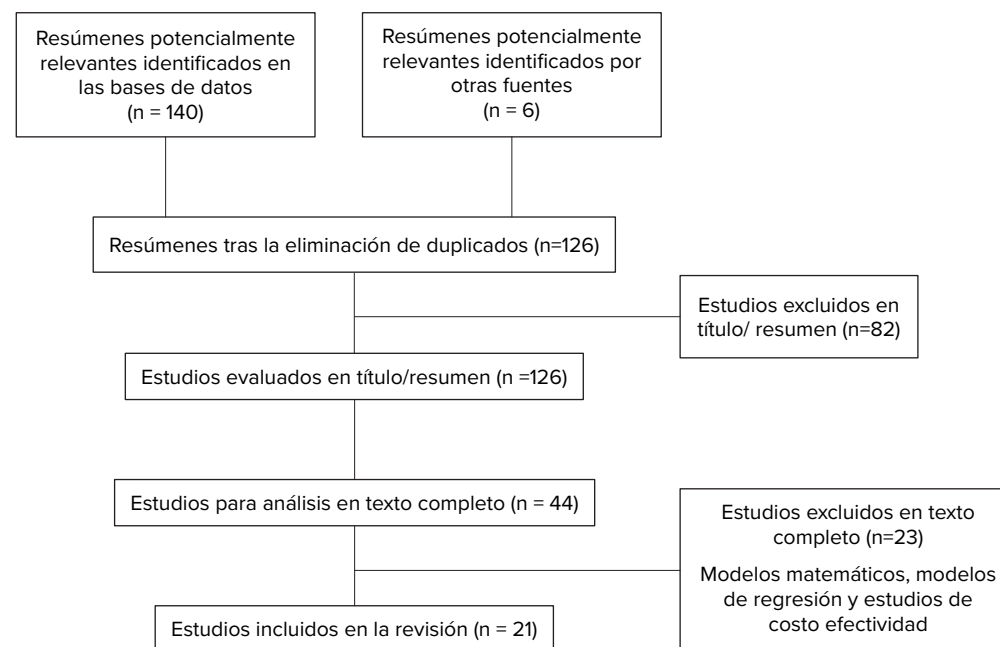 Resúmenes potencialmente
relevantes identificados en
las bases de datos
(n = 140)
Resúmenes potencialmente
relevantes identificados por
otras fuentes
(n = 6)
Resúmenes tras la eliminación de duplicados (n=126)
Estudios excluidos en
título/ resumen (n=82)
Estudios evaluados en título/resumen (n =126)
Estudios para análisis en texto completo (n = 44)
Estudios excluidos en texto
completo (n=23)
Modelos matemáticos, modelos
de regresión y estudios de
costo efectividad
Estudios incluidos en la revisión (n = 21)